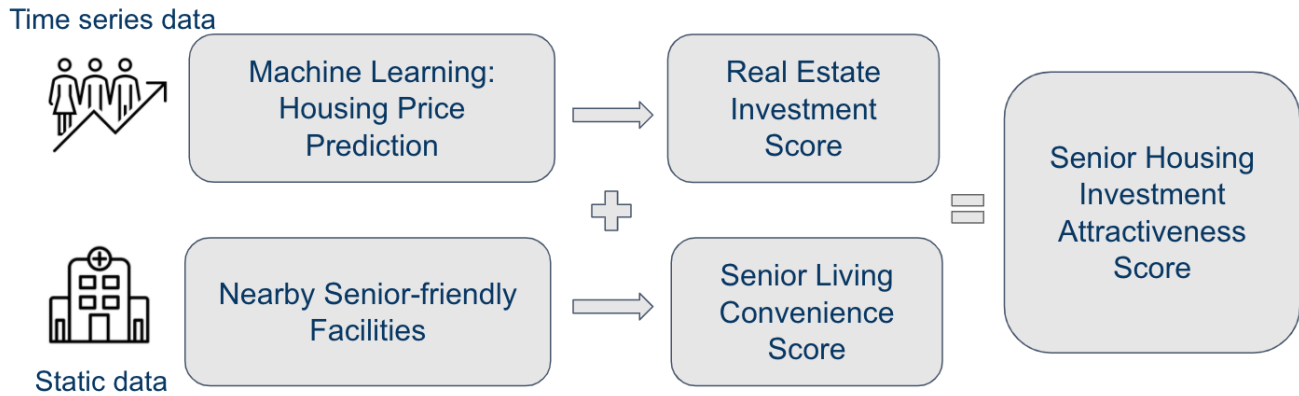 Time series data
Machine Learning:
Housing Price
Prediction
Real Estate
Investment
Score
Nearby Senior-friendly
Facilities
Senior Living
Convenience
Score
Static data
Senior Housing
Investment
Attractiveness
Score